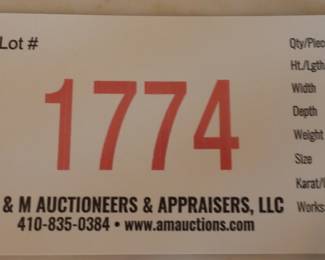 Lot #
1774
& M AUCTIONEERS & APPRAISERS, LLC
410-835-0384 • www.amauctions.com
Qty/Piec
Ht./Lgth
Width
Depth
Weight
Size
Karat/
Works